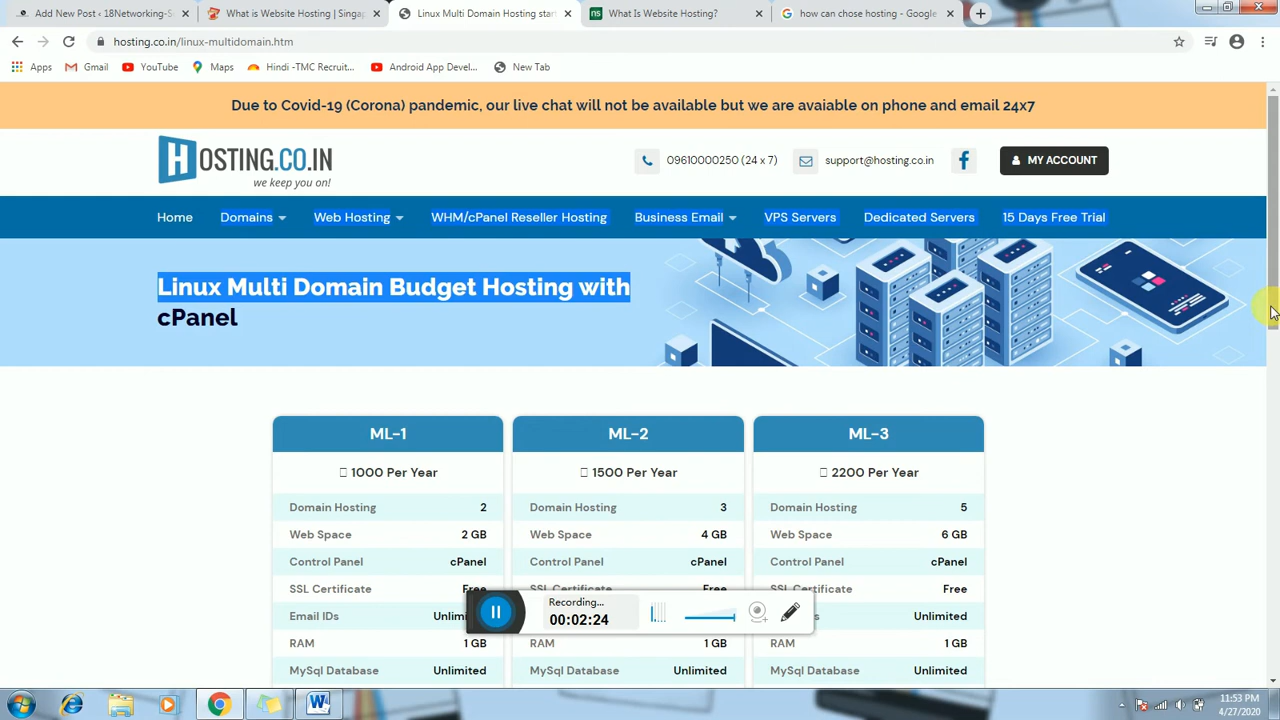 Add New Post ‹ 18Networking-S
What is Website Hosting | Singap
Linux Multi Domain Hosting star
What Is Website Hosting?
how can chose hosting - Google
hosting.co.in/linux-multidomain.htm
Apps
Gmail
YouTube
Maps
Hindi -TMC Recruit...
Android App Devel...
New Tab
Due to Covid-19 (Corona) pandemic, our live chat will not be available but we are avaiable on phone and email 24x7
HOSTING.CO.IN
we keep you on!
09610000250 (24 x 7)
support@hosting.co.in
MY ACCOUNT
Home
Domains
Web Hosting
WHM/cPanel Reseller Hosting
Business Email
VPS Servers
Dedicated Servers
15 Days Free Trial
Linux Multi Domain Budget Hosting with
cPanel
ML-1
1000 Per Year
Domain Hosting 2
Web Space 2 GB
Control Panel cPanel
SSL Certificate Free
Email IDs
RAM 1 GB
MySql Database Unlimited
ML-2
1500 Per Year
Domain Hosting 3
Web Space 4 GB
Control Panel cPanel
SSL Certificate Free
RAM 1 GB
MySql Database Unlimited
ML-3
2200 Per Year
Domain Hosting 5
Web Space 6 GB
Control Panel cPanel
SSL Certificate Free
Unlimited
RAM 1 GB
MySql Database Unlimited
Recording...
00:02:24
11:53 PM
4/27/2020